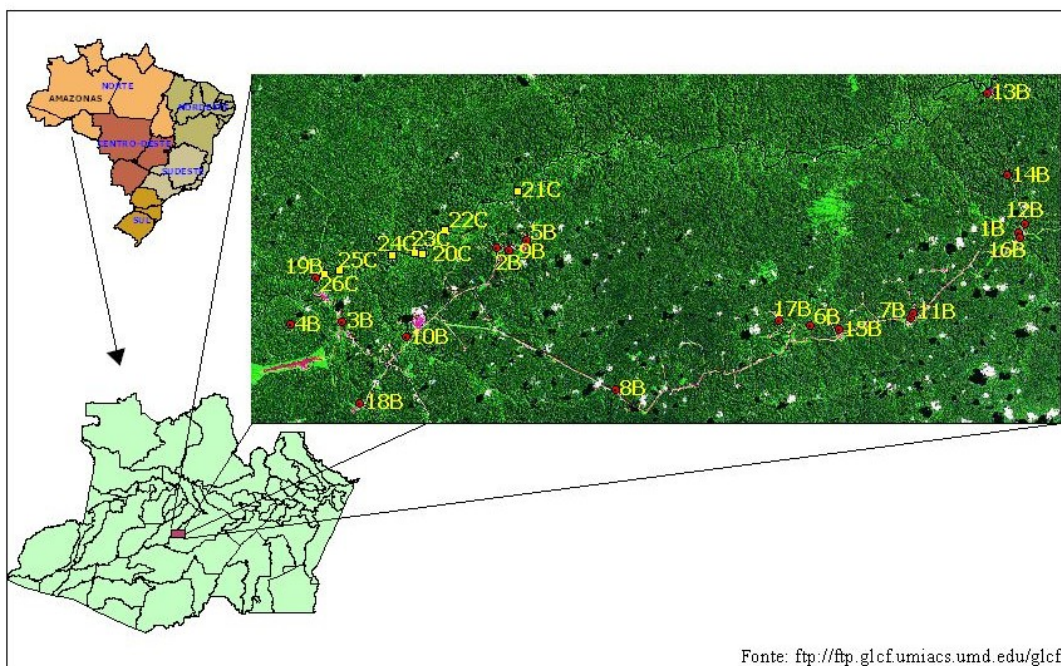 NORTE
AMAZONAS
NORDESTE
CENTRO-OESTE
SUDESTE
SUL
13B
14B
21C
12B
22C
1B
5B
23C
16B
24C
9B
20C
2B
25C
19B
26C
17B
7B
11B
4B
3B
6B
15B
10B
8B
18B
Fonte: ftp://ftp.glcf.umiacs.umd.edu/glcf